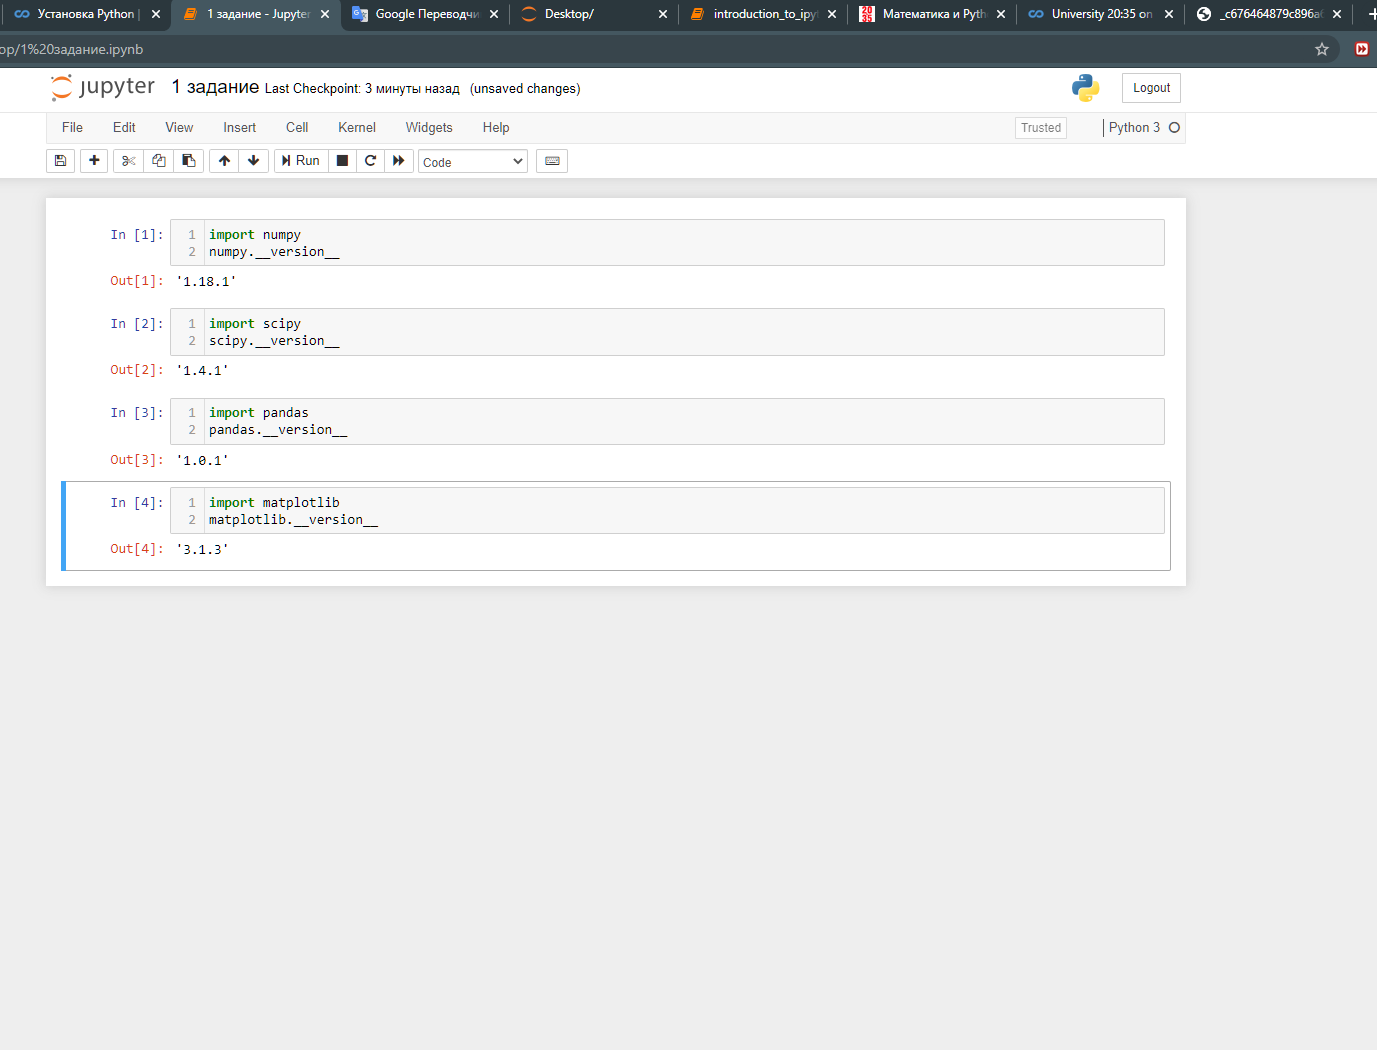 Установка Python |
1 задание - Jupyter
Google Переводчи
Desktop/
introduction_to_ipyt
Математика и Pyth
University 20:35 on
_c676464879c896a6
op/1%20задание.ipynb
jupyter 1 задание Last Checkpoint: 3 минуты назад (unsaved changes)
Logout
File Edit View Insert Cell Kernel Widgets Help
Trusted
Python 3
Run
Code
In [1]: 1 import numpy
2 numpy.__version__
Out[1]: '1.18.1'
In [2]: 1 import scipy
2 scipy.__version__
Out[2]: '1.4.1'
In [3]: 1 import pandas
2 pandas.__version__
Out[3]: '1.0.1'
In [4]: 1 import matplotlib
2 matplotlib.__version__
Out[4]: '3.1.3'